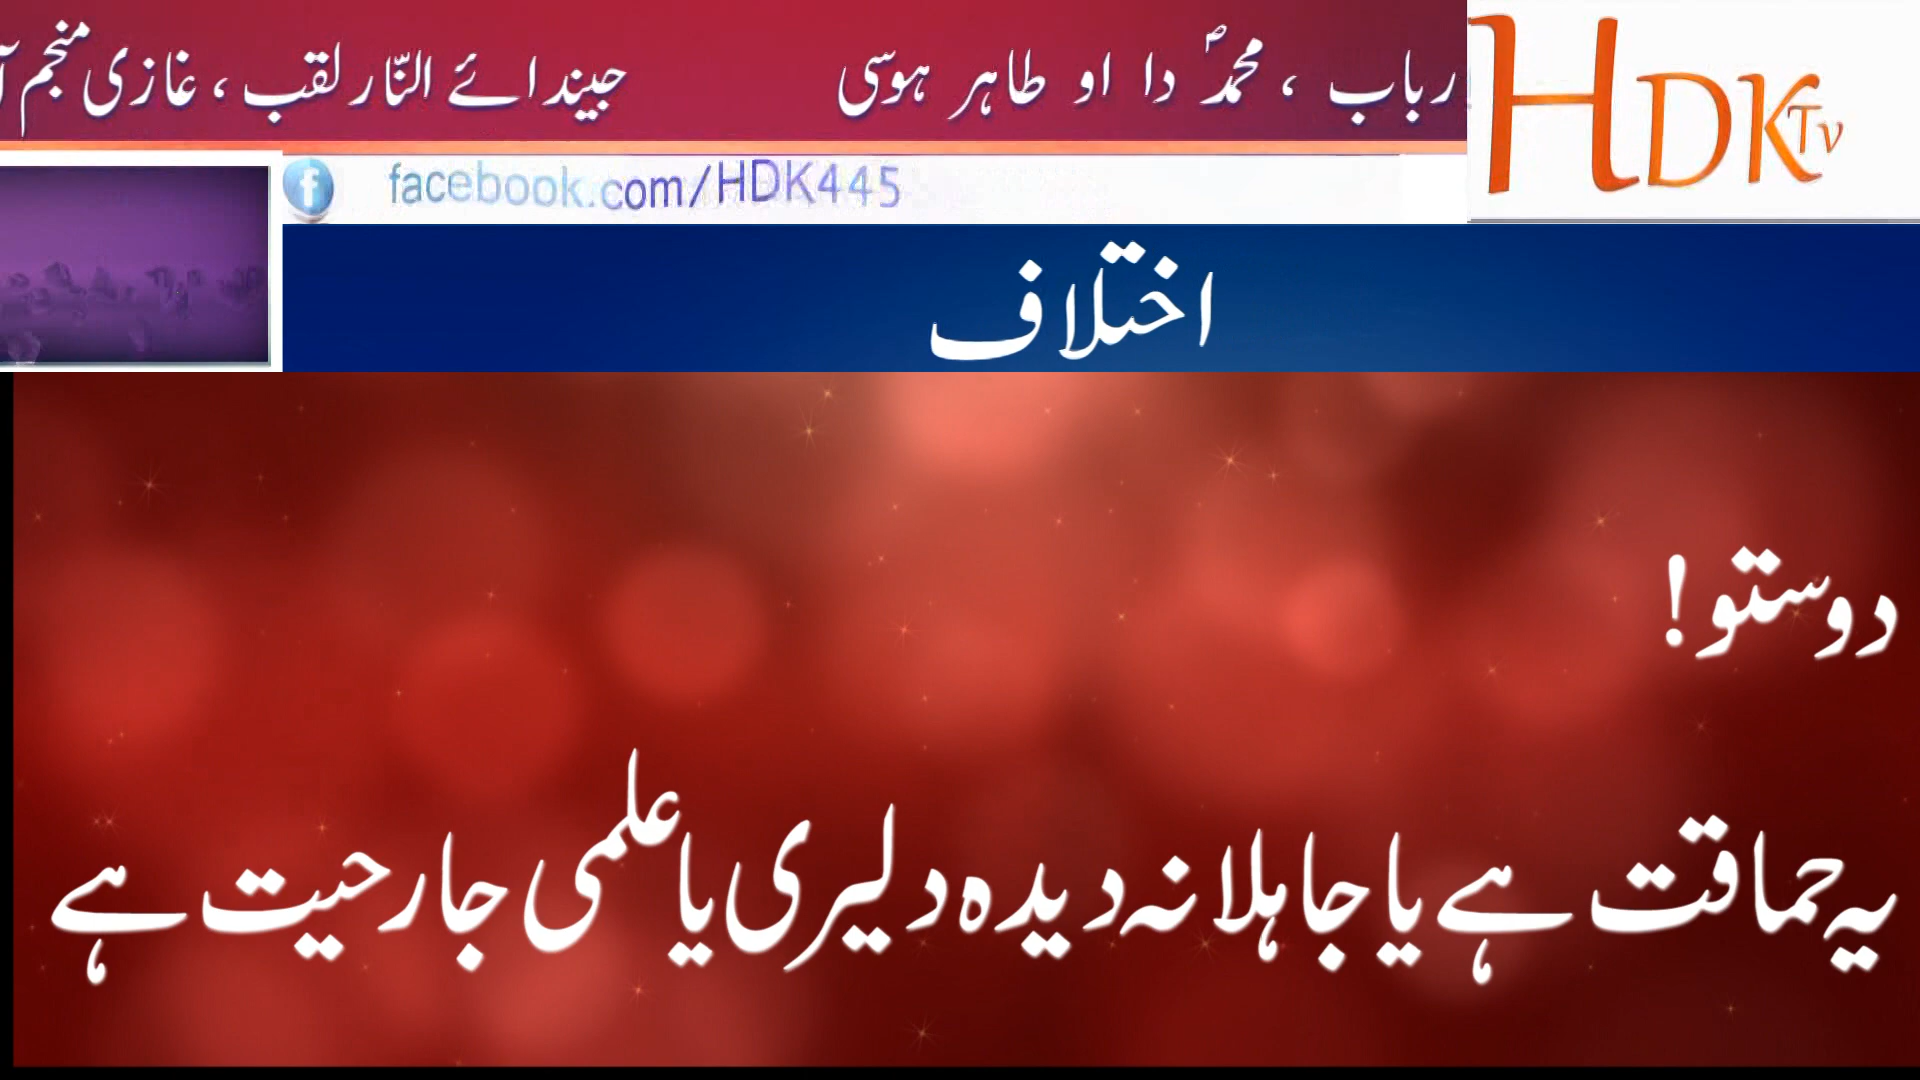 ارباب ، محمدؐ دا او طاہر ہوسی جیندا ئے النّار لقب ، غازی منجم
HDK Tv
facebook.com/HDK445
اختلاف
دوستو !
یہ حماقت ہے یا جاہلانہ دیدہ دلیری یا علمی جارحیت ہے